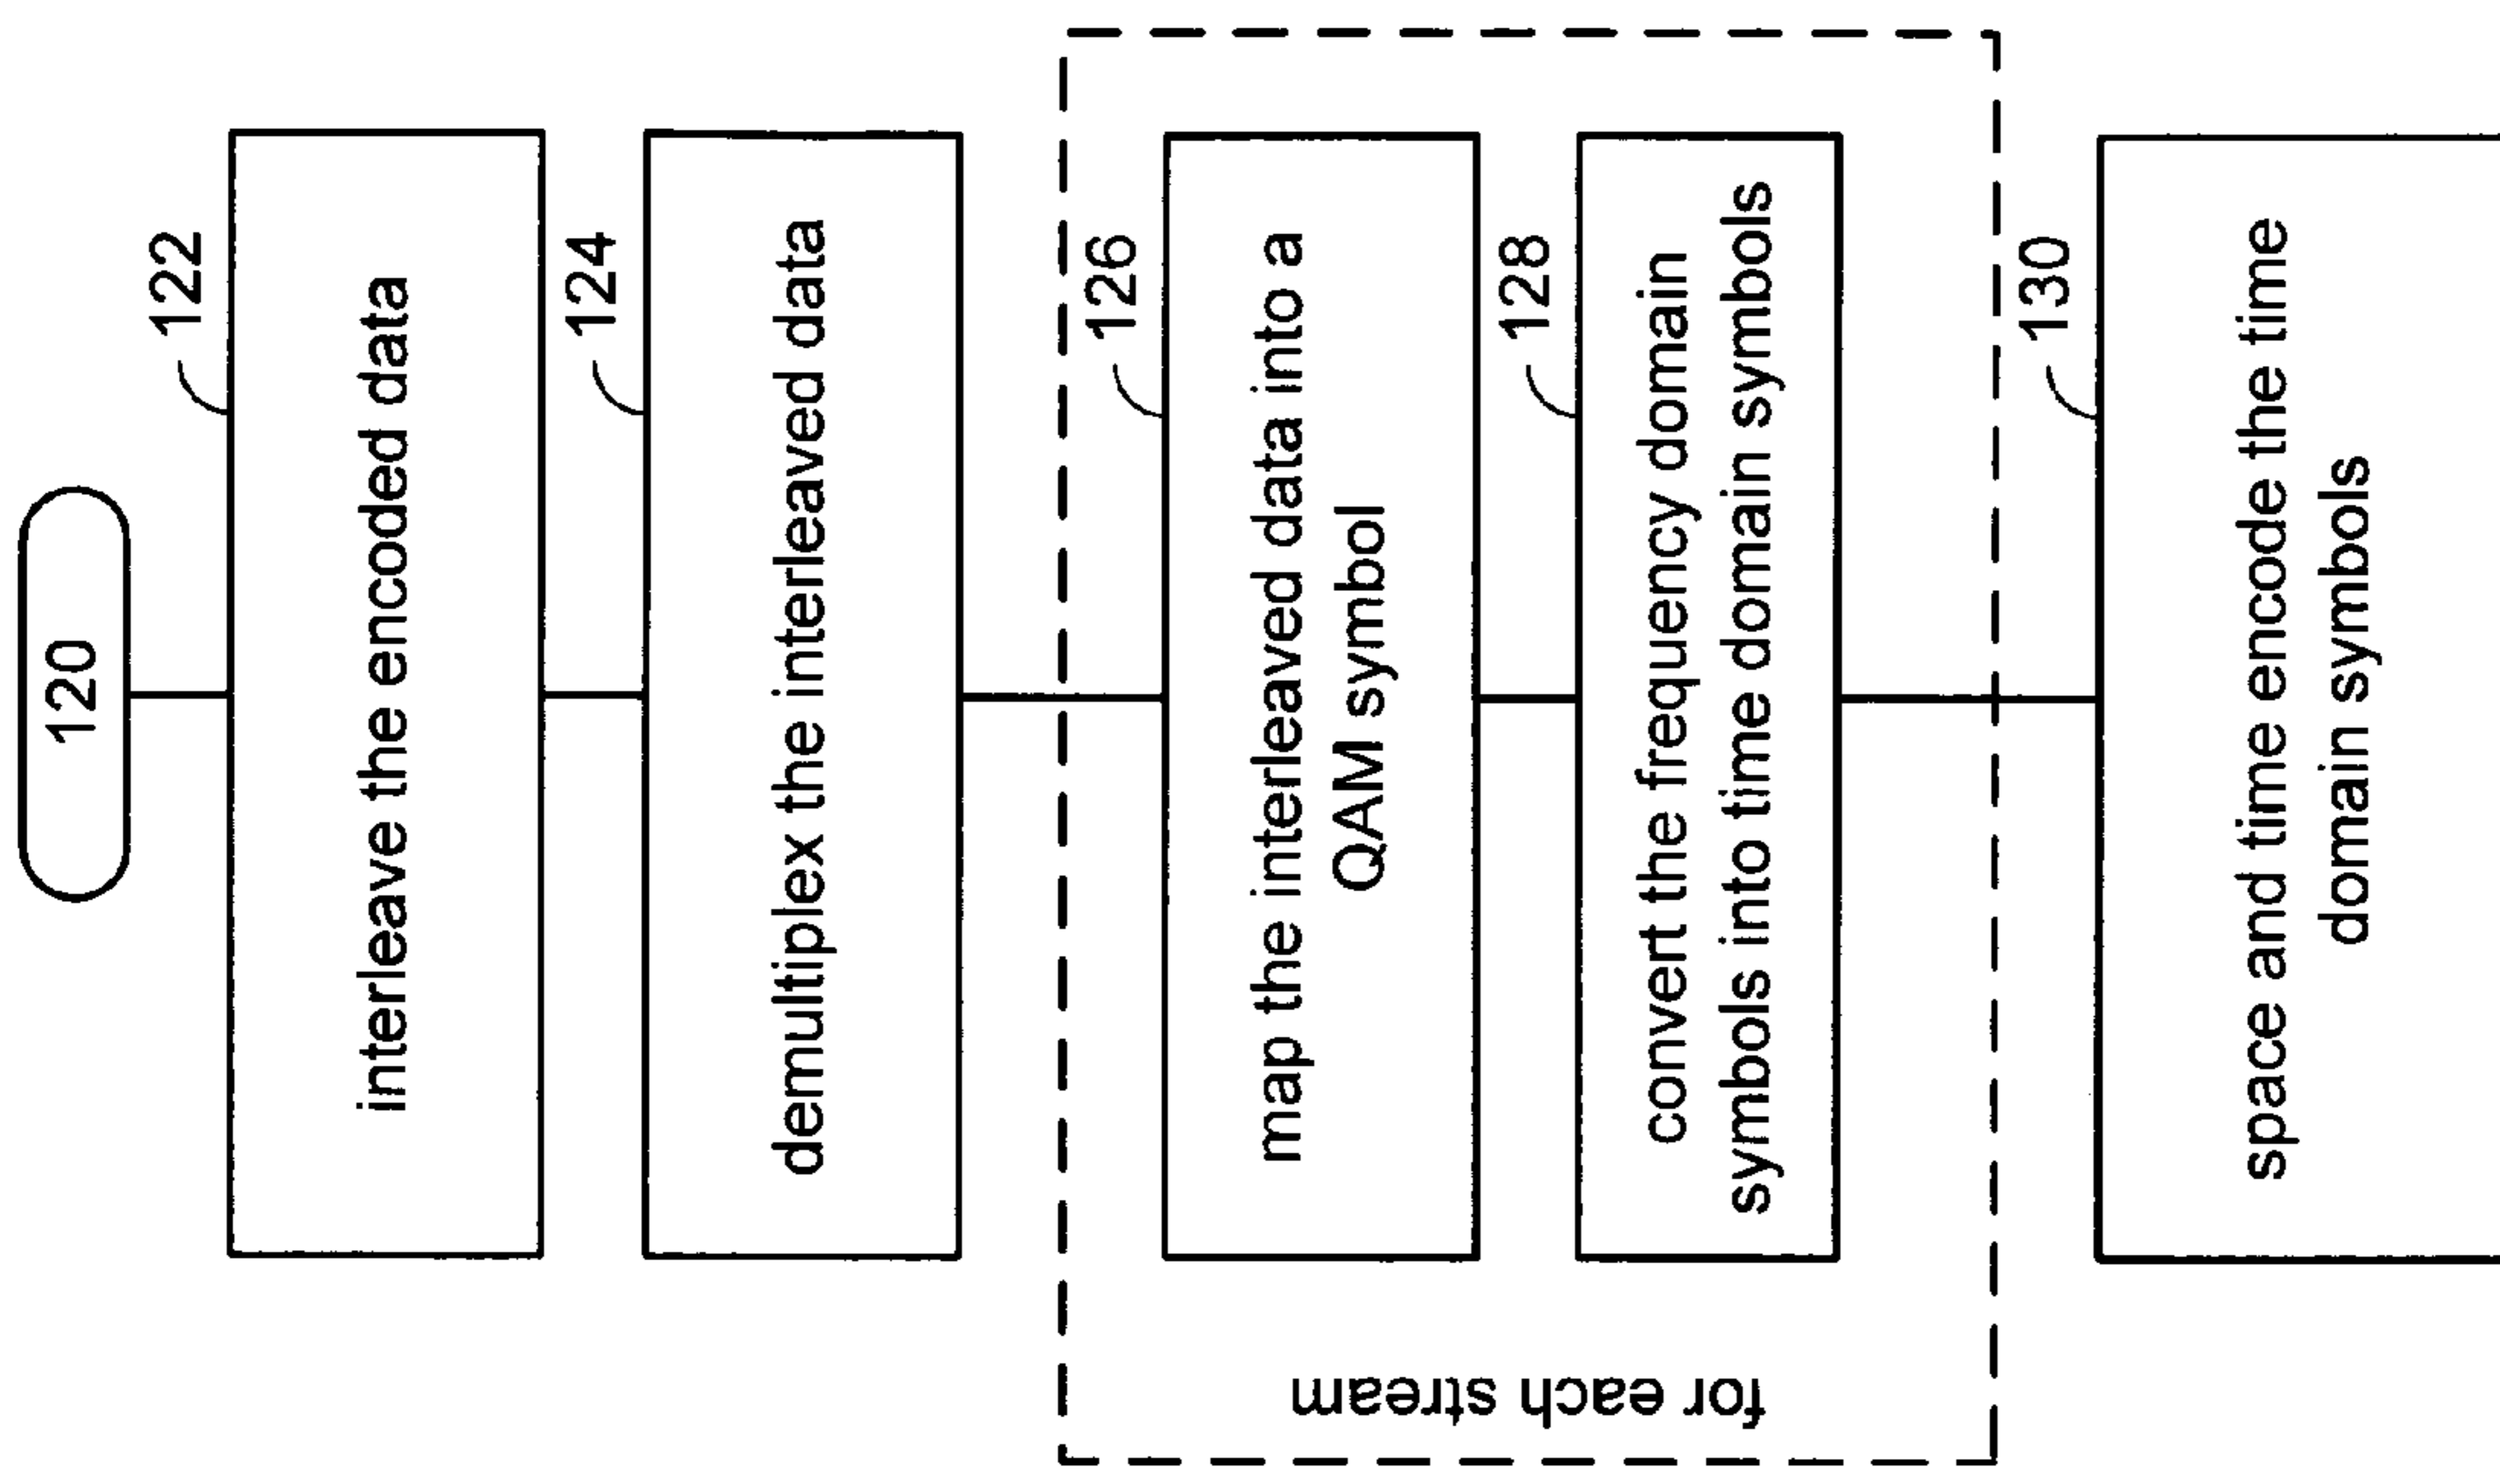 120
122
interleave the encoded data
124
demultiplex the interleaved data
for each stream
126
map the interleaved data into a
QAM symbol
128
convert the frequency domain
symbols into time domain symbols
130
space and time encode the time
domain symbols